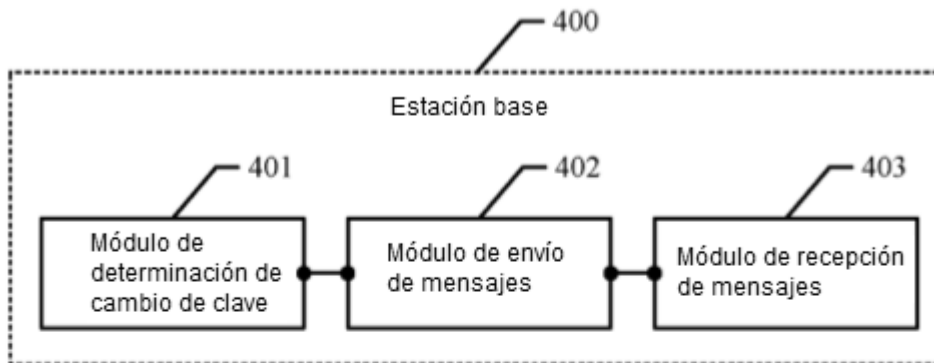 400
Estación base
401
402
403
Módulo de
determinación de
cambio de clave
Módulo de envío
de mensajes
Módulo de recepción
de mensajes